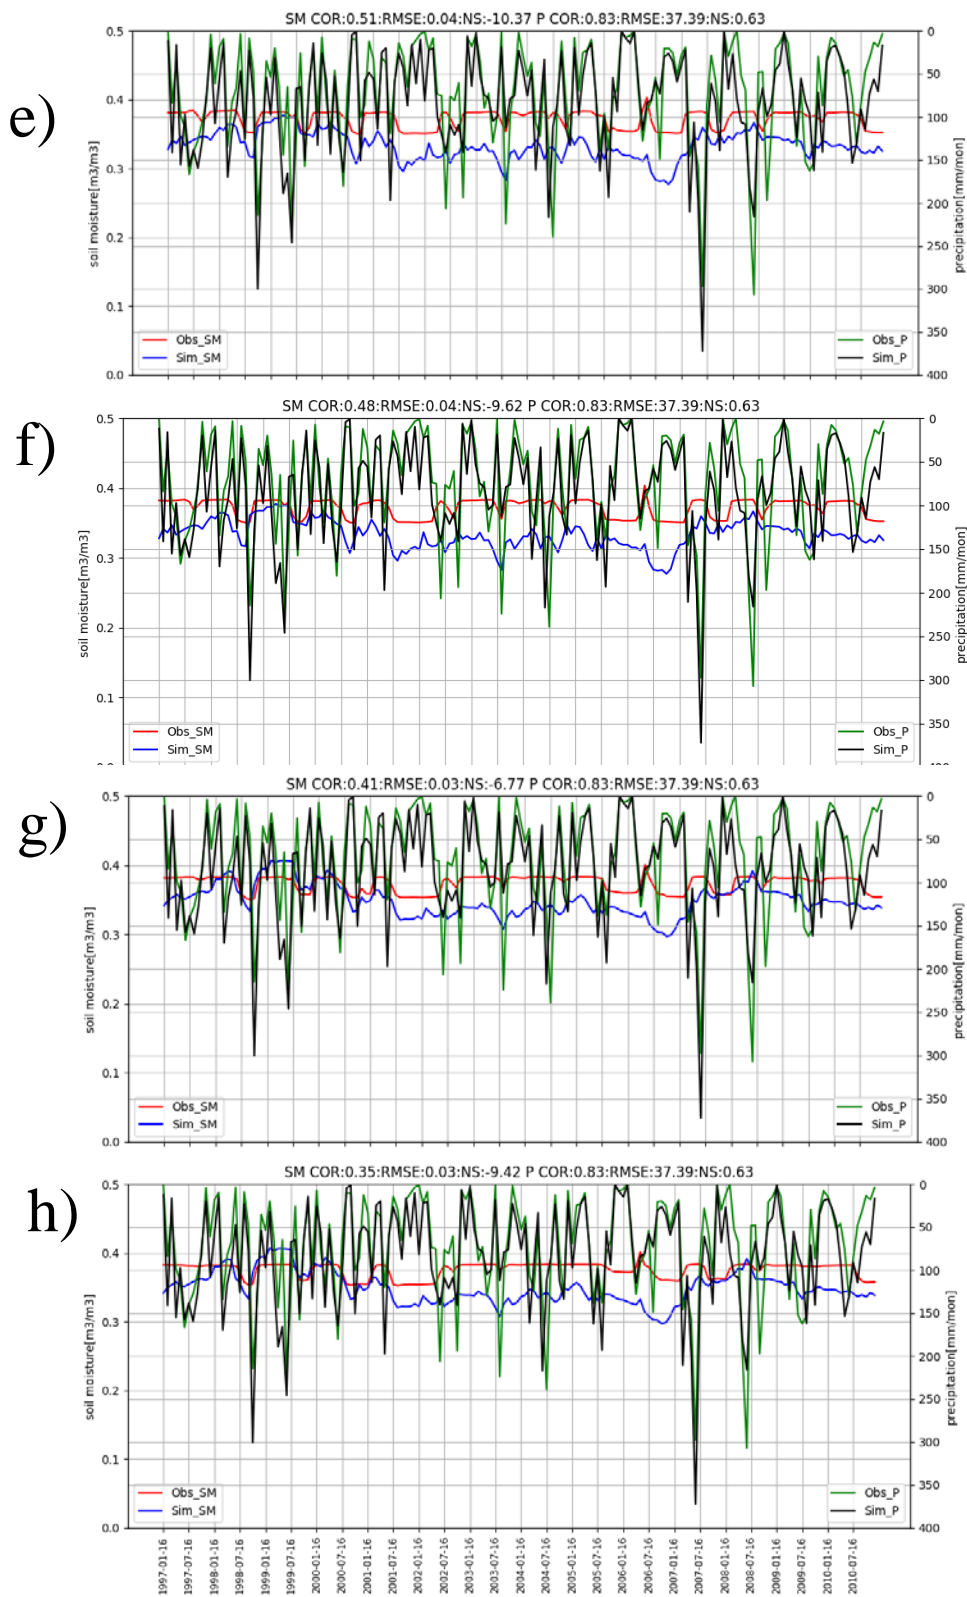 e)
SM COR:0.51:RMSE:0.04:NS:-10.37 P COR:0.83:RMSE:37.39:NS:0.63
0.5
0.4
0.3
0.2
0.1
0.0
soil moisture[m3/m3]
0
50
100
150
200
250
300
350
400
precipitation[mm/mon]
Obs_SM
Sim_SM
Obs_P
Sim_P
f)
SM COR:0.48:RMSE:0.04:NS:-9.62 P COR:0.83:RMSE:37.39:NS:0.63
0.5
0.4
0.3
0.2
0.1
0.0
soil moisture[m3/m3]
0
50
100
150
200
250
300
350
400
precipitation[mm/mon]
Obs_SM
Sim_SM
Obs_P
Sim_P
g)
SM COR:0.41:RMSE:0.03:NS:-6.77 P COR:0.83:RMSE:37.39:NS:0.63
0.5
0.4
0.3
0.2
0.1
0.0
soil moisture[m3/m3]
0
50
100
150
200
250
300
350
400
precipitation[mm/mon]
Obs_SM
Sim_SM
Obs_P
Sim_P
h)
SM COR:0.35:RMSE:0.03:NS:-9.42 P COR:0.83:RMSE:37.39:NS:0.63
0.5
0.4
0.3
0.2
0.1
0.0
soil moisture[m3/m3]
0
50
100
150
200
250
300
350
400
precipitation[mm/mon]
Obs_SM
Sim_SM
Obs_P
Sim_P
1997-01-16
1997-07-16
1998-01-16
1998-07-16
1999-01-16
1999-07-16
2000-01-16
2000-07-16
2001-01-16
2001-07-16
2002-01-16
2002-07-16
2003-01-16
2003-07-16
2004-01-16
2004-07-16
2005-01-16
2005-07-16
2006-01-16
2006-07-16
2007-01-16
2007-07-16
2008-01-16
2008-07-16
2009-01-16
2009-07-16
2010-01-16
2010-07-16